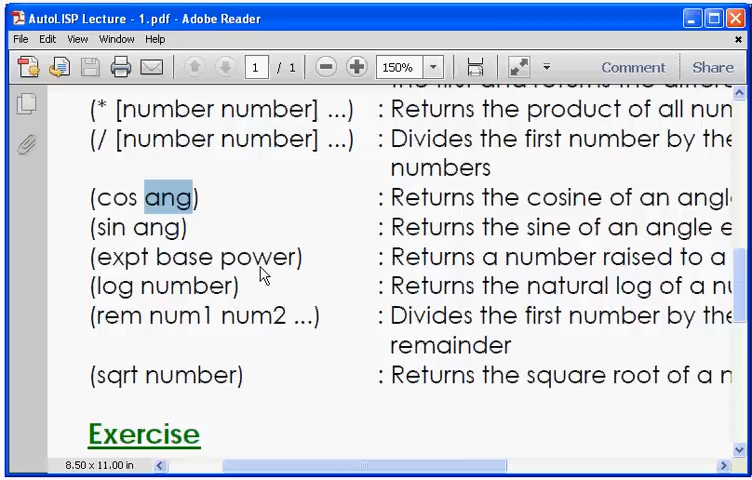 AutoLISP Lecture - 1.pdf - Adobe Reader
File Edit View Window Help
1 / 1 150% Comment Share
(* [number number] ...) : Returns the product of all num
(/ [number number] ...) : Divides the first number by the
numbers
(cos ang) : Returns the cosine of an angle
(sin ang) : Returns the sine of an angle e
(expt base power) : Returns a number raised to a
(log number) : Returns the natural log of a nu
(rem num1 num2 ...) : Divides the first number by the
remainder
(sqrt number) : Returns the square root of a n
Exercise
8.50 x 11.00 in